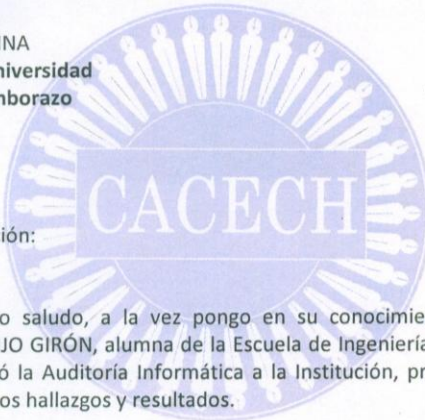 INA
niversidad
mborazo
CACECH
ción:
o saludo, a la vez pongo en su conocimie
JO GIRÓN, alumna de la Escuela de Ingeniería
ó la Auditoría Informática a la Institución, pr
os hallazgos y resultados.